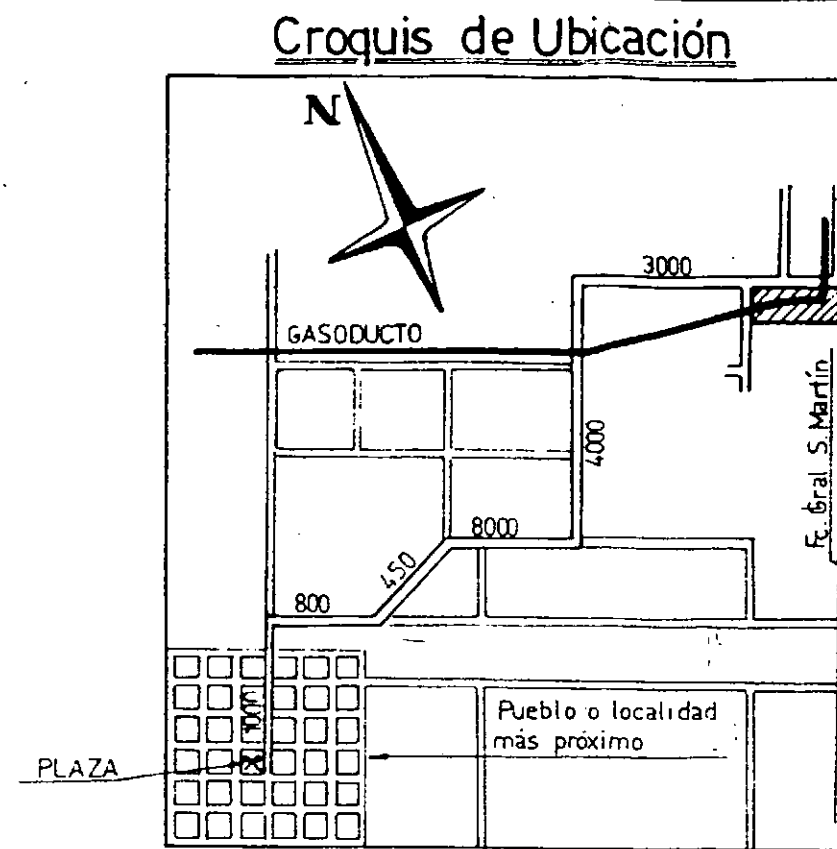 Croquis de Ubicación
N
3000
GASODUCTO
4000
Fc. Gral S. Martín
8000
450
800
Pueblo o localidad
más próximo
PLAZA